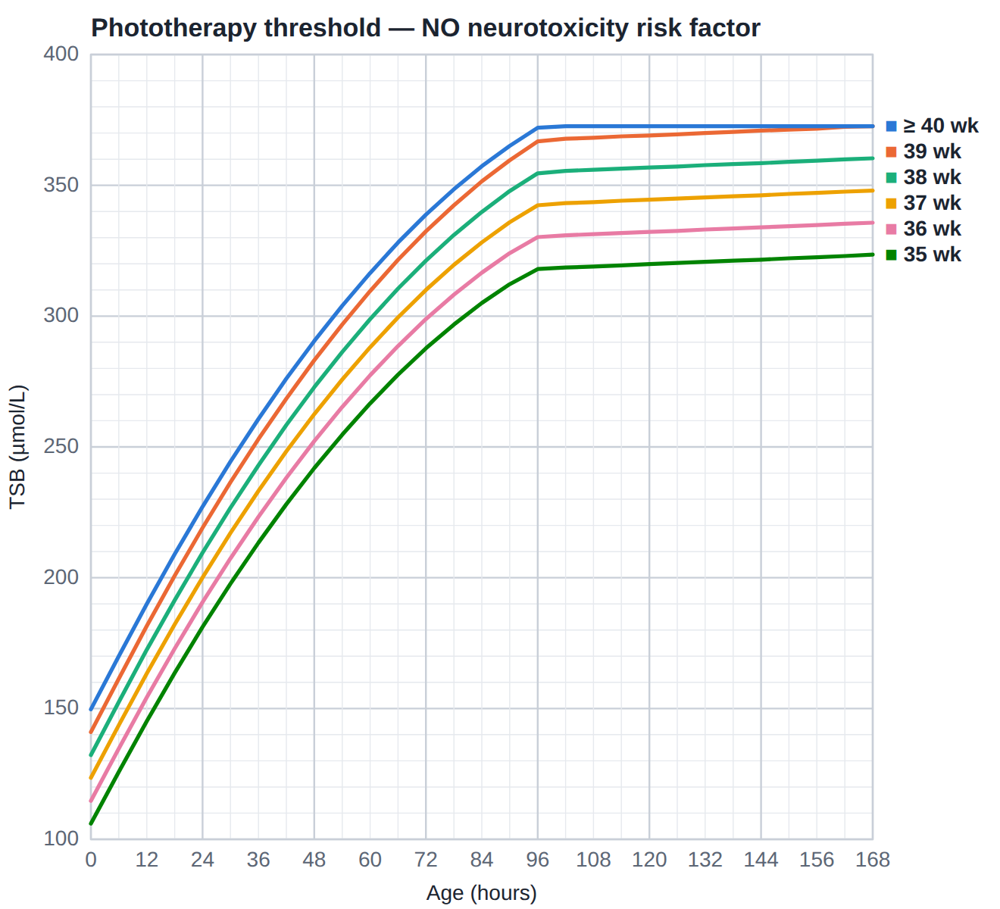 Phototherapy threshold — NO neurotoxicity risk factor
400
350
300
250
200
150
100
TSB (µmol/L)
0 12 24 36 48 60 72 84 96 108 120 132 144 156 168
Age (hours)
≥ 40 wk
39 wk
38 wk
37 wk
36 wk
35 wk